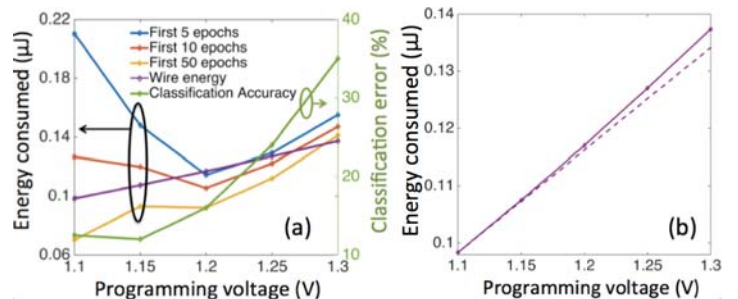 0.22
0.18
0.14
0.1
0.06
Energy consumed (µJ)
First 5 epochs
First 10 epochs
First 50 epochs
Wire energy
Classification Accuracy
40
30
20
10
Classification error (%)
(a)
1.1 1.15 1.2 1.25 1.3
Programming voltage (V)
0.14
0.13
0.12
0.11
0.1
Energy consumed (µJ)
(b)
1.1 1.15 1.2 1.25 1.3
Programming voltage (V)